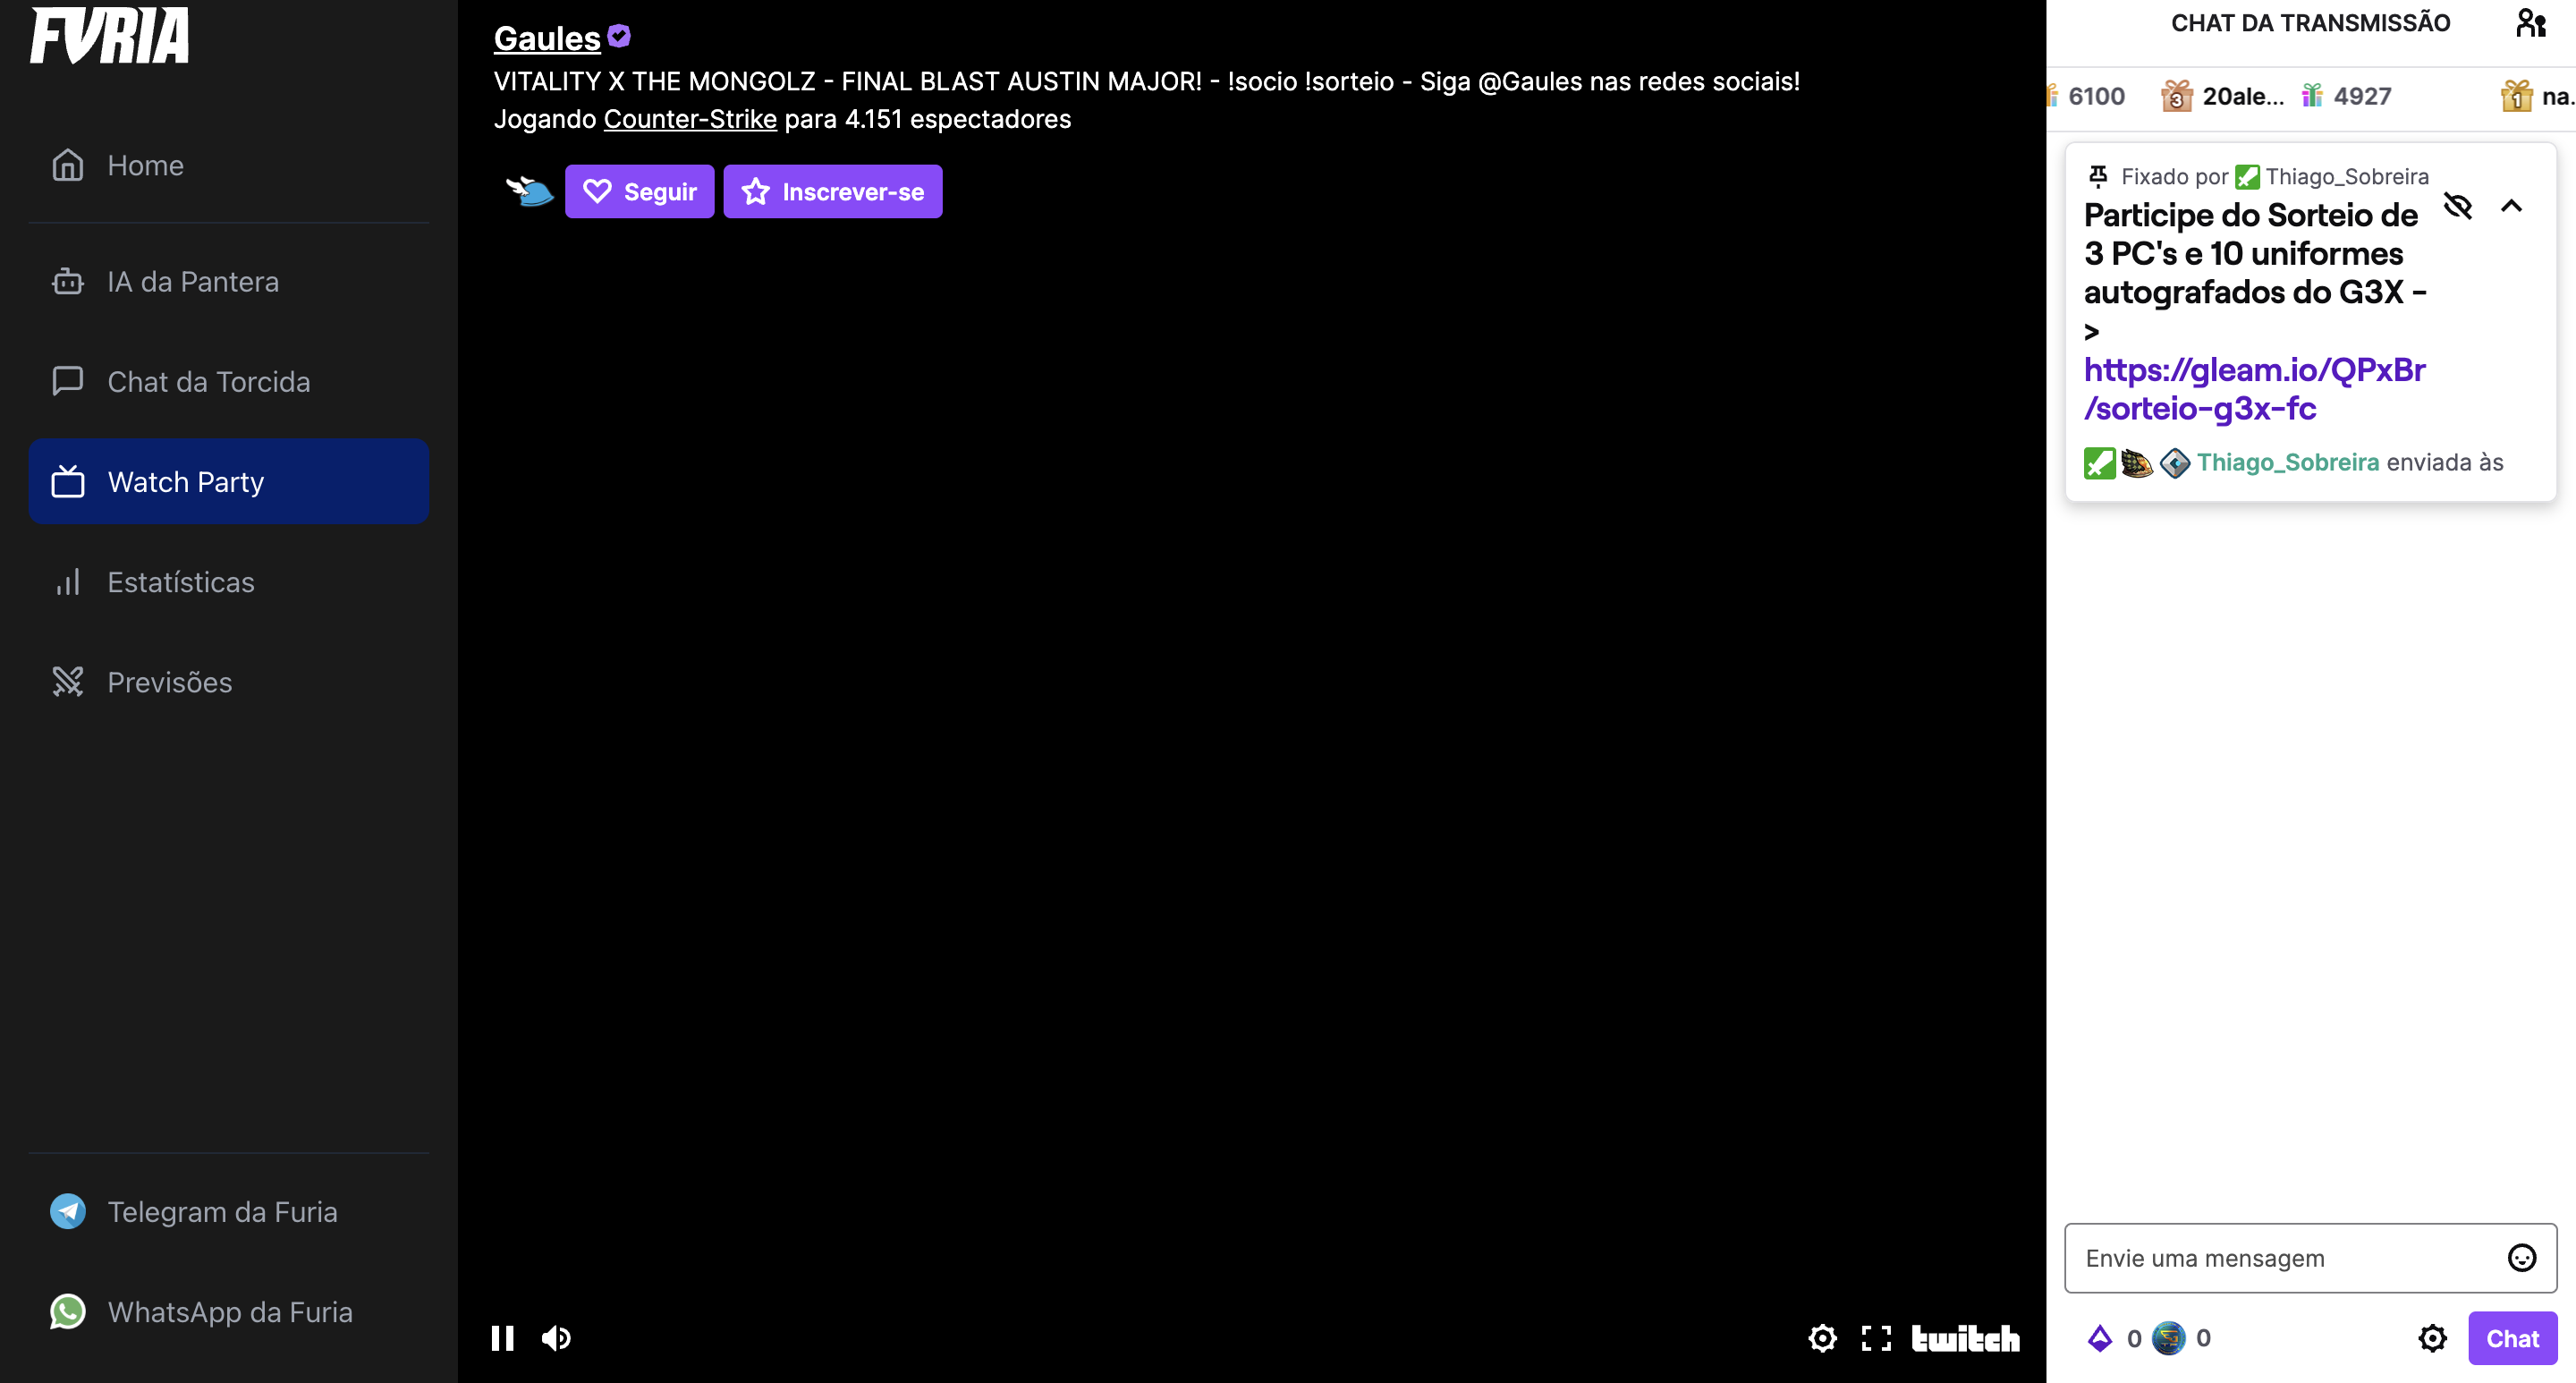 FURIA
Home
IA da Pantera
Chat da Torcida
Watch Party
Estatísticas
Previsões
Telegram da Furia
WhatsApp da Furia
Gaules
VITALITY X THE MONGOLZ - FINAL BLAST AUSTIN MAJOR! - !socio !sorteio - Siga @Gaules nas redes sociais!
Jogando Counter-Strike para 4.151 espectadores
Seguir
Inscrever-se
twitch
CHAT DA TRANSMISSÃO
6100 3 20ale... 4927 1 na.
Fixado por Thiago_Sobreira
Participe do Sorteio de
3 PC's e 10 uniformes
autografados do G3X -
>
https://gleam.io/QPxBr
/sorteio-g3x-fc
Thiago_Sobreira enviada às
Envie uma mensagem
0 0
Chat